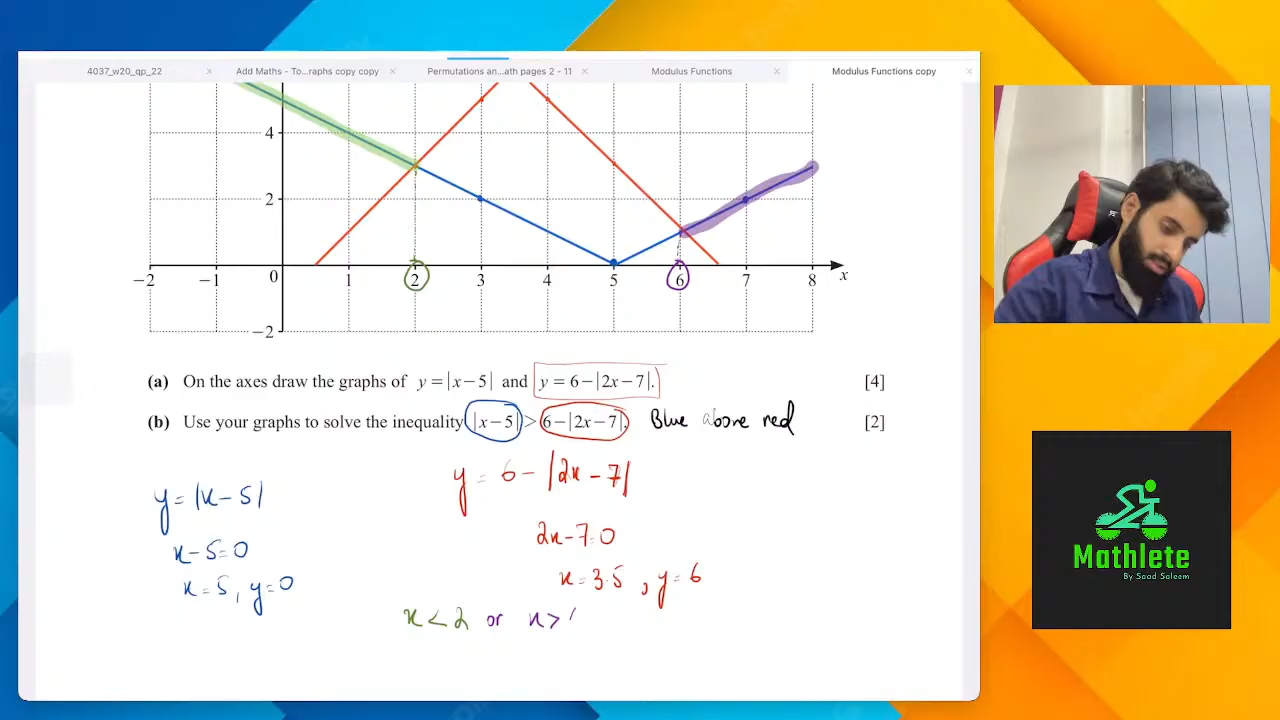 4037_w20_qp_22 × Add Maths - To...raphs copy copy × Permutations an...ath pages 2 - 11 × Modulus Functions × Modulus Functions copy ×
4
2
−2 −1 0 1 2 3 4 5 6 7 8 x
−2
(a) On the axes draw the graphs of y = |x − 5| and y = 6 − |2x − 7|. [4]
(b) Use your graphs to solve the inequality |x − 5| > 6 − |2x − 7|. Blue above red [2]
y = |x − 5|
x − 5 = 0
x = 5, y = 0
y = 6 − |2x − 7|
2x − 7 = 0
x = 3.5, y = 6
x < 2 or x >
Mathlete
By Saad Saleem